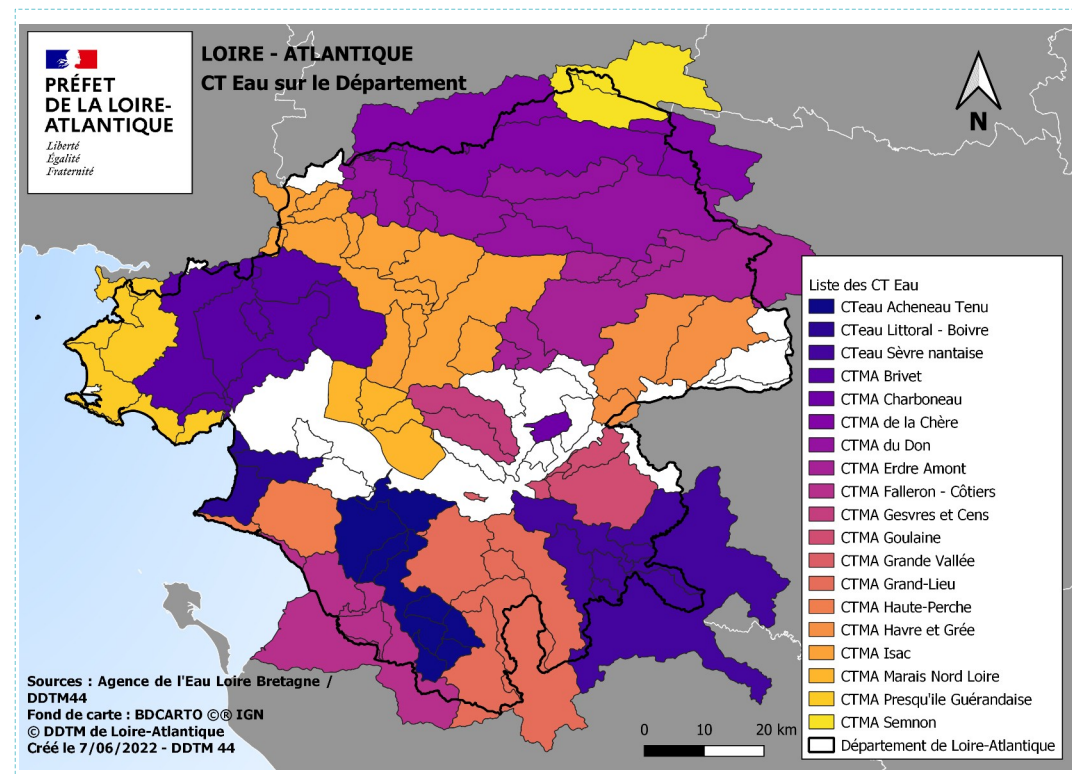 PRÉFET
DE LA LOIRE-
ATLANTIQUE
Liberté
Égalité
Fraternité
LOIRE - ATLANTIQUE
CT Eau sur le Département
N
Liste des CT Eau
CTeau Acheneau Tenu
CTeau Littoral - Boivre
CTeau Sèvre nantaise
CTMA Brivet
CTMA Charboneau
CTMA de la Chère
CTMA du Don
CTMA Erdre Amont
CTMA Falleron - Côtiers
CTMA Gesvres et Cens
CTMA Goulaine
CTMA Grande Vallée
CTMA Grand-Lieu
CTMA Haute-Perche
CTMA Havre et Grée
CTMA Isac
CTMA Marais Nord Loire
CTMA Presqu'ile Guérandaise
CTMA Semnon
Département de Loire-Atlantique
Sources : Agence de l'Eau Loire Bretagne /
DDTM44
Fond de carte : BDCARTO ©® IGN
© DDTM de Loire-Atlantique
Créé le 7/06/2022 - DDTM 44
0 10 20 km